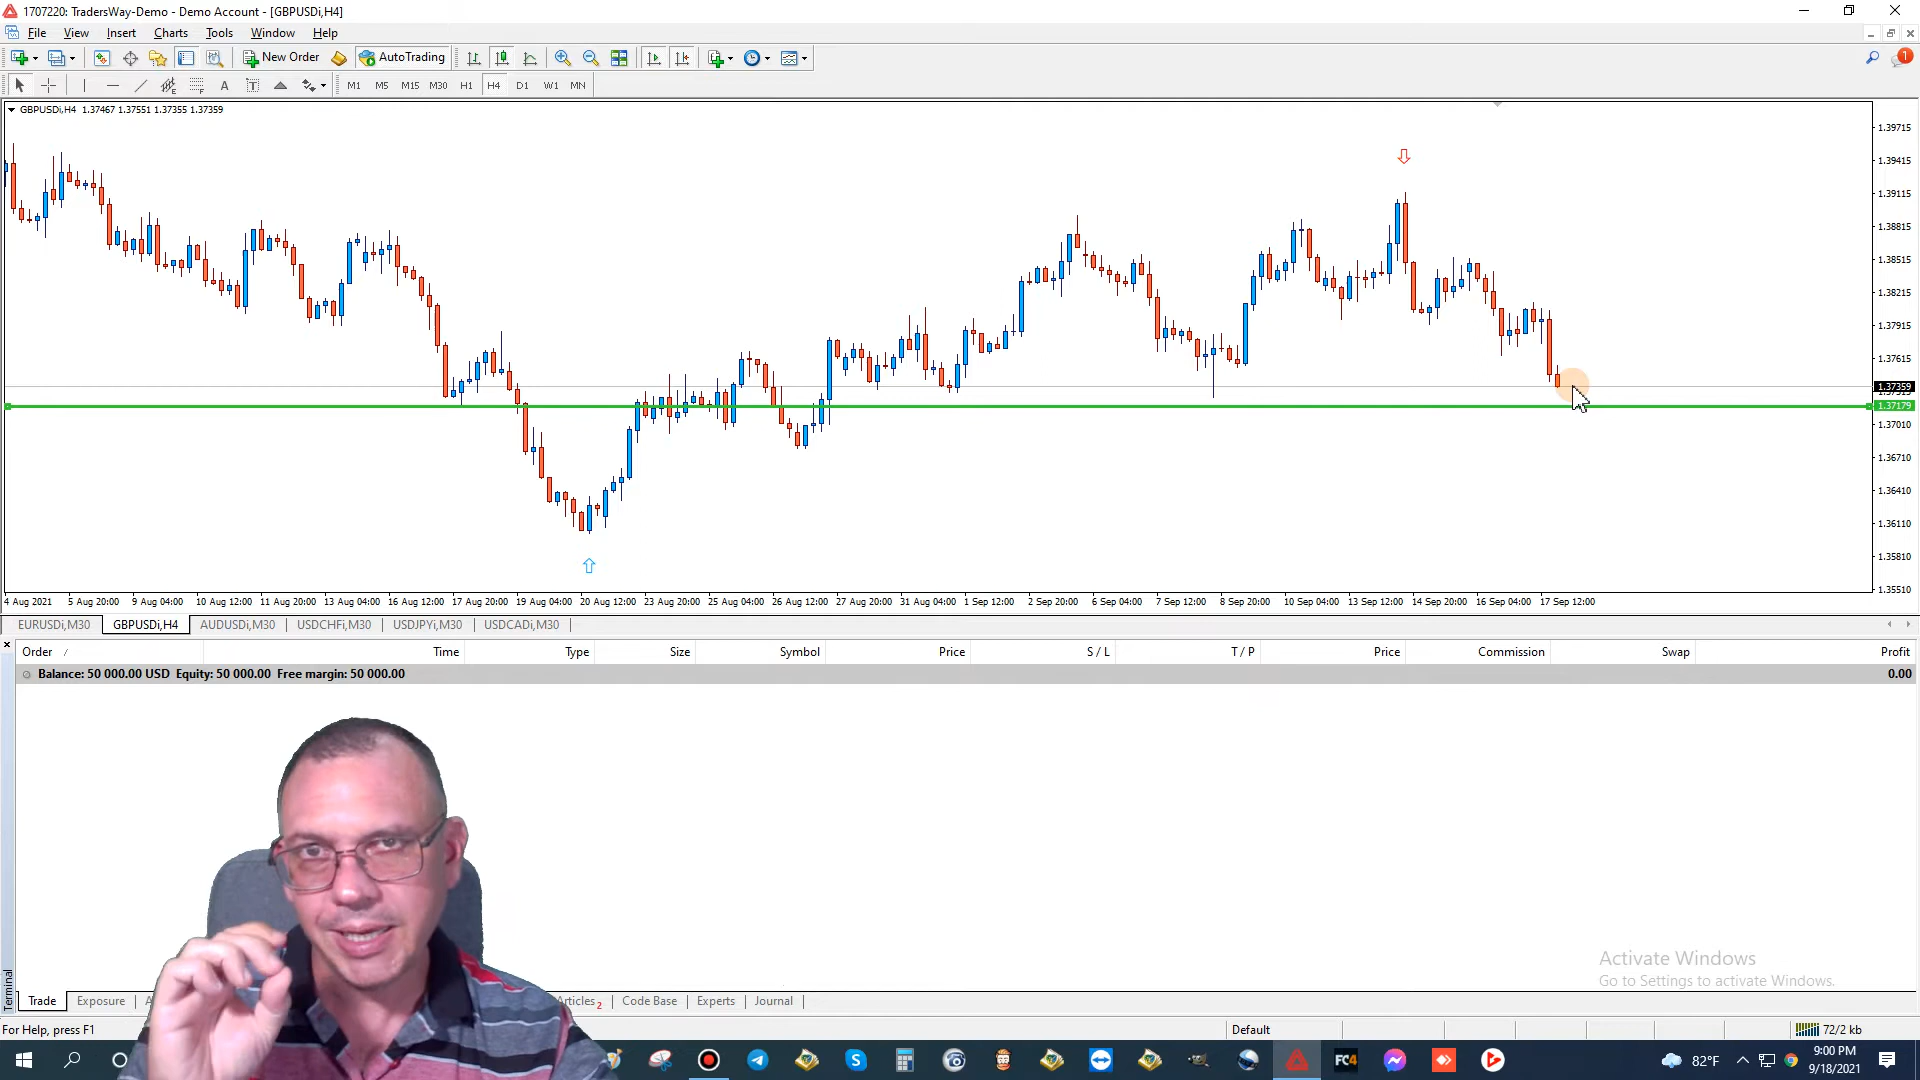 1707220: TradersWay-Demo - Demo Account - [GBPUSDi,H4]
File View Insert Charts Tools Window Help
New Order AutoTrading
1
A T M1 M5 M15 M30 H1 H4 D1 W1 MN
GBPUSDi,H4 1.37467 1.37551 1.37355 1.37359
1.39715
1.39415
1.39115
1.38815
1.38515
1.38215
1.37915
1.37615
1.37359
1.37315
1.37179
1.37010
1.36710
1.36410
1.36110
1.35810
1.35510
4 Aug 2021 5 Aug 20:00 9 Aug 04:00 10 Aug 12:00 11 Aug 20:00 13 Aug 04:00 16 Aug 12:00 17 Aug 20:00 19 Aug 04:00 20 Aug 12:00 23 Aug 20:00 25 Aug 04:00 26 Aug 12:00 27 Aug 20:00 31 Aug 04:00 1 Sep 12:00 2 Sep 20:00 6 Sep 04:00 7 Sep 12:00 8 Sep 20:00 10 Sep 04:00 13 Sep 12:00 14 Sep 20:00 16 Sep 04:00 17 Sep 12:00
EURUSDi,M30 GBPUSDi,H4 AUDUSDi,M30 USDCHFi,M30 USDJPYi,M30 USDCADi,M30
Order / Time Type Size Symbol Price S / L T / P Price Commission Swap Profit
Balance: 50 000.00 USD Equity: 50 000.00 Free margin: 50 000.00 0.00
Activate Windows
Go to Settings to activate Windows.
Terminal
Trade Exposure A Articles 2 Code Base Experts Journal
For Help, press F1 Default 72/2 kb
FC4 82°F 9:00 PM
9/18/2021